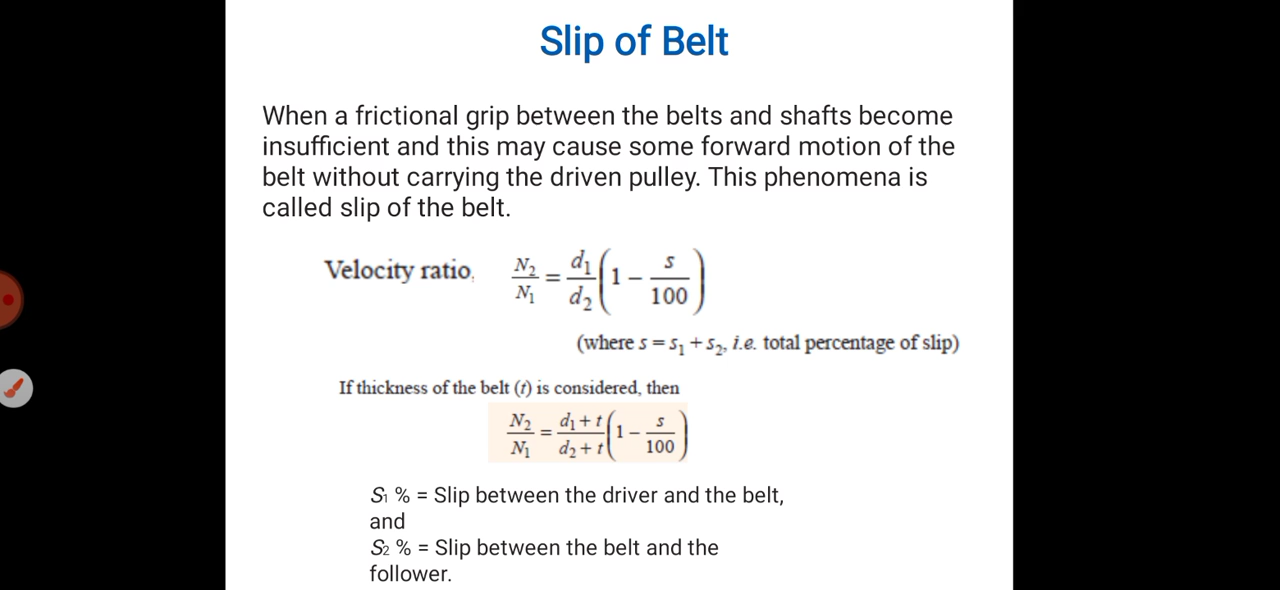 Slip of Belt
When a frictional grip between the belts and shafts become
insufficient and this may cause some forward motion of the
belt without carrying the driven pulley. This phenomena is
called slip of the belt.
Velocity ratio, N₂/N₁ = d₁/d₂ (1 − s/100)
(where s = s₁ + s₂, i.e. total percentage of slip)
If thickness of the belt (t) is considered, then
N₂/N₁ = (d₁ + t)/(d₂ + t) (1 − s/100)
S₁ % = Slip between the driver and the belt,
and
S₂ % = Slip between the belt and the
follower.